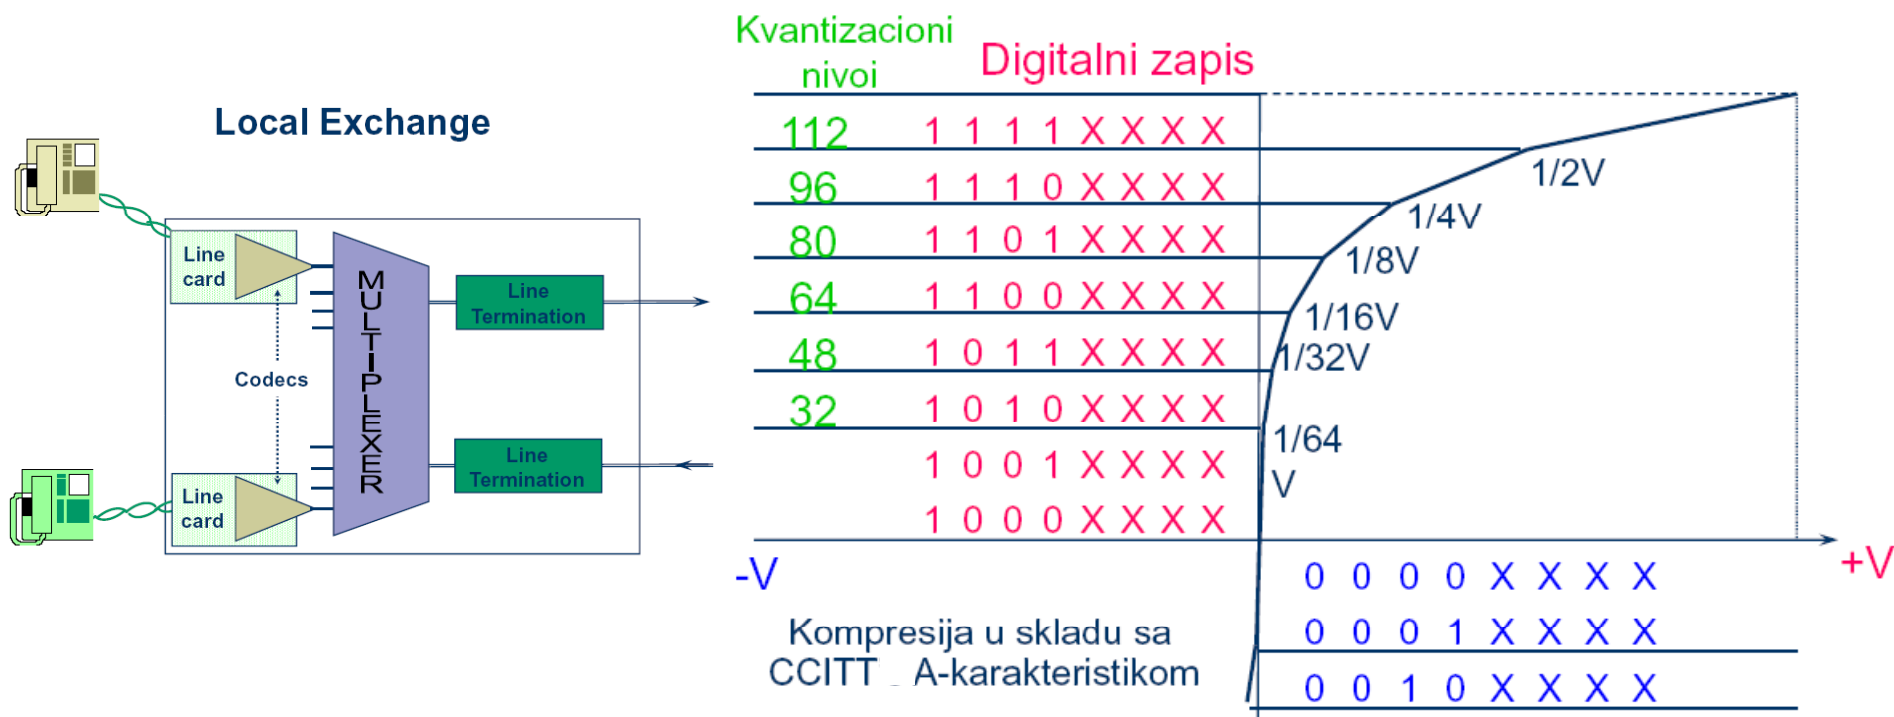 Local Exchange
Line
card
Codecs
Line
card
MULTIPLEXER
Line
Termination
Line
Termination
Kvantizacioni
nivoi
Digitalni zapis
112 1 1 1 1 X X X X
96 1 1 1 0 X X X X
80 1 1 0 1 X X X X
64 1 1 0 0 X X X X
48 1 0 1 1 X X X X
32 1 0 1 0 X X X X
1 0 0 1 X X X X
1 0 0 0 X X X X
1/2V
1/4V
1/8V
1/16V
1/32V
1/64
V
-V
+V
0 0 0 0 X X X X
0 0 0 1 X X X X
0 0 1 0 X X X X
Kompresija u skladu sa
CCITT A-karakteristikom